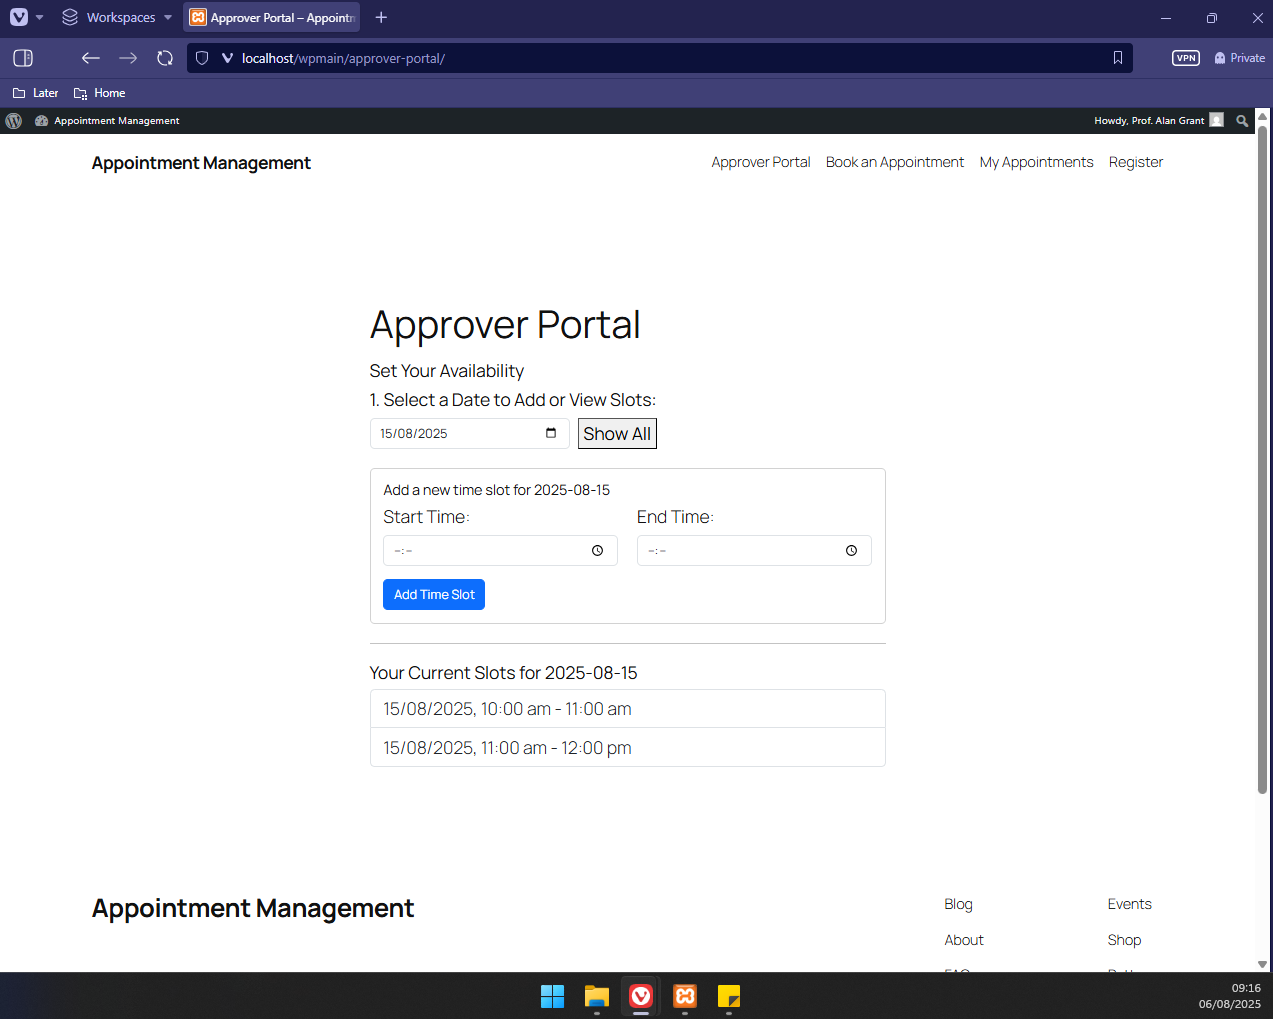 Workspaces
Approver Portal – Appoint
localhost/wpmain/approver-portal/
VPN
Private
Later
Home
Appointment Management
Howdy, Prof. Alan Grant
Appointment Management
Approver Portal
Book an Appointment
My Appointments
Register
Approver Portal
Set Your Availability
1. Select a Date to Add or View Slots:
15/08/2025
Show All
Add a new time slot for 2025-08-15
Start Time:
End Time:
--:--
--:--
Add Time Slot
Your Current Slots for 2025-08-15
15/08/2025, 10:00 am - 11:00 am
15/08/2025, 11:00 am - 12:00 pm
Appointment Management
Blog
Events
About
Shop
09:16
06/08/2025